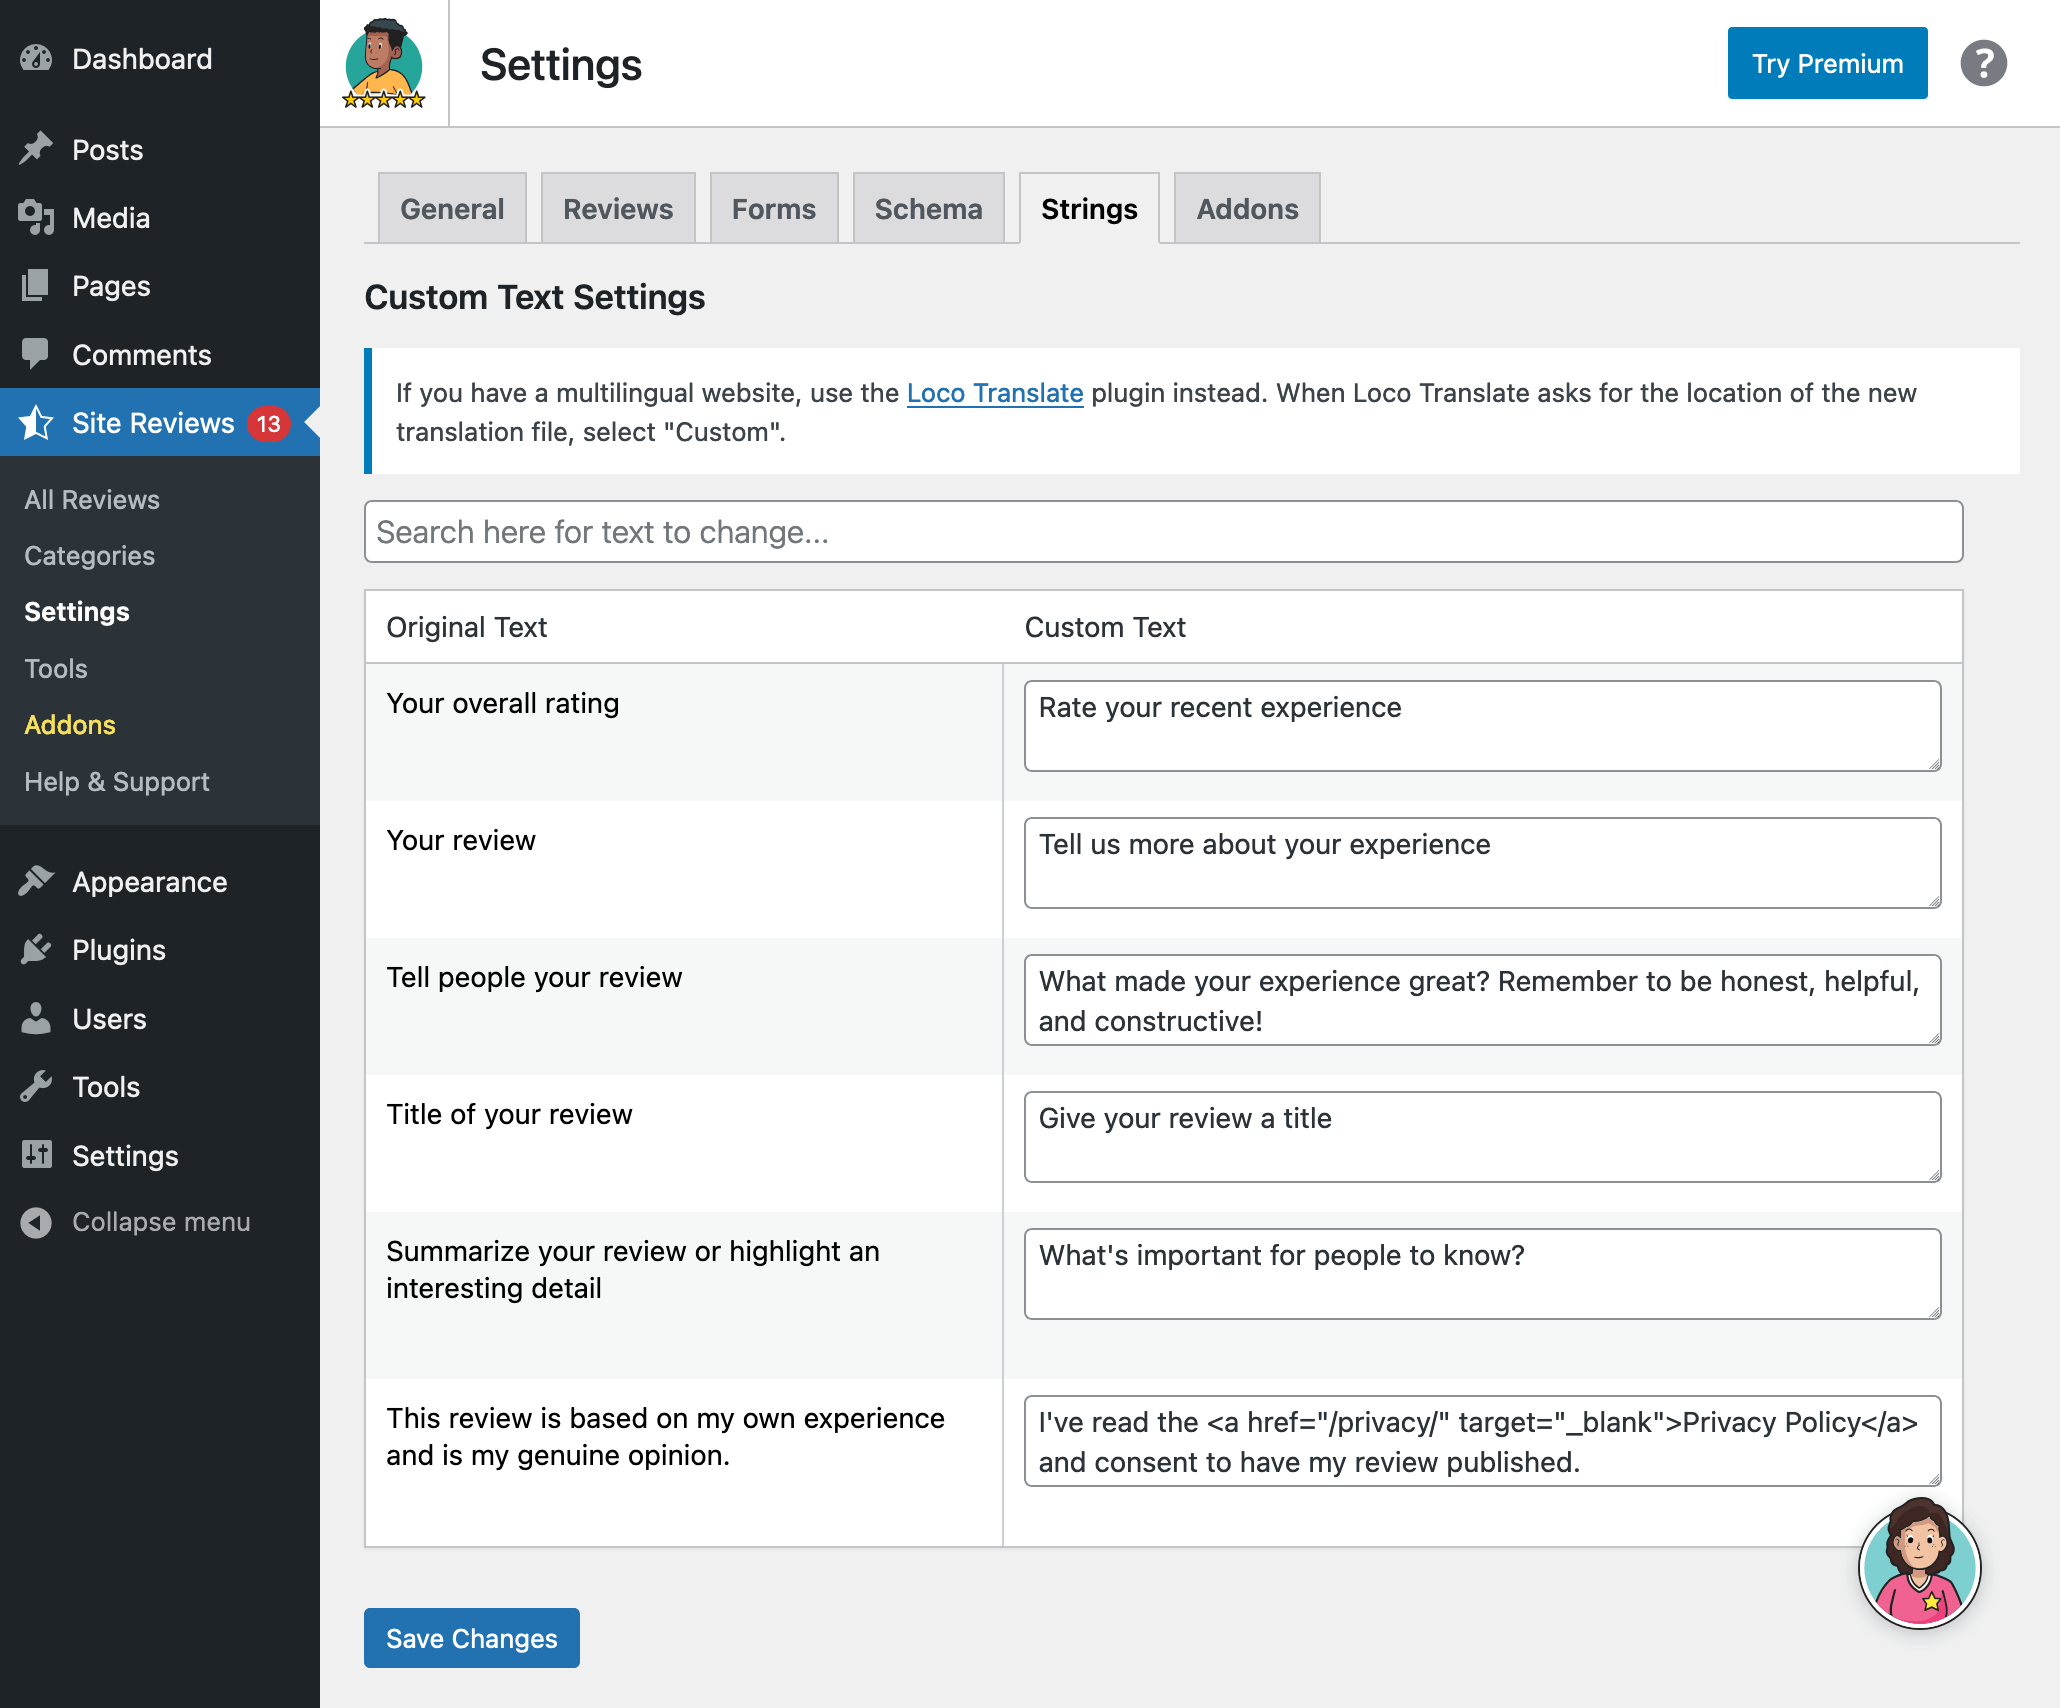 Dashboard
Posts
Media
Pages
Comments
Site Reviews 13
All Reviews
Categories
Settings
Tools
Addons
Help & Support
Appearance
Plugins
Users
Tools
Settings
Collapse menu
Settings
Try Premium
?
General Reviews Forms Schema Strings Addons
Custom Text Settings
If you have a multilingual website, use the Loco Translate plugin instead. When Loco Translate asks for the location of the new
translation file, select "Custom".
Search here for text to change...
Original Text Custom Text
Your overall rating
Rate your recent experience
Your review
Tell us more about your experience
Tell people your review
What made your experience great? Remember to be honest, helpful,
and constructive!
Title of your review
Give your review a title
Summarize your review or highlight an
interesting detail
What's important for people to know?
This review is based on my own experience
and is my genuine opinion.
I've read the <a href="/privacy/" target="_blank">Privacy Policy</a>
and consent to have my review published.
Save Changes